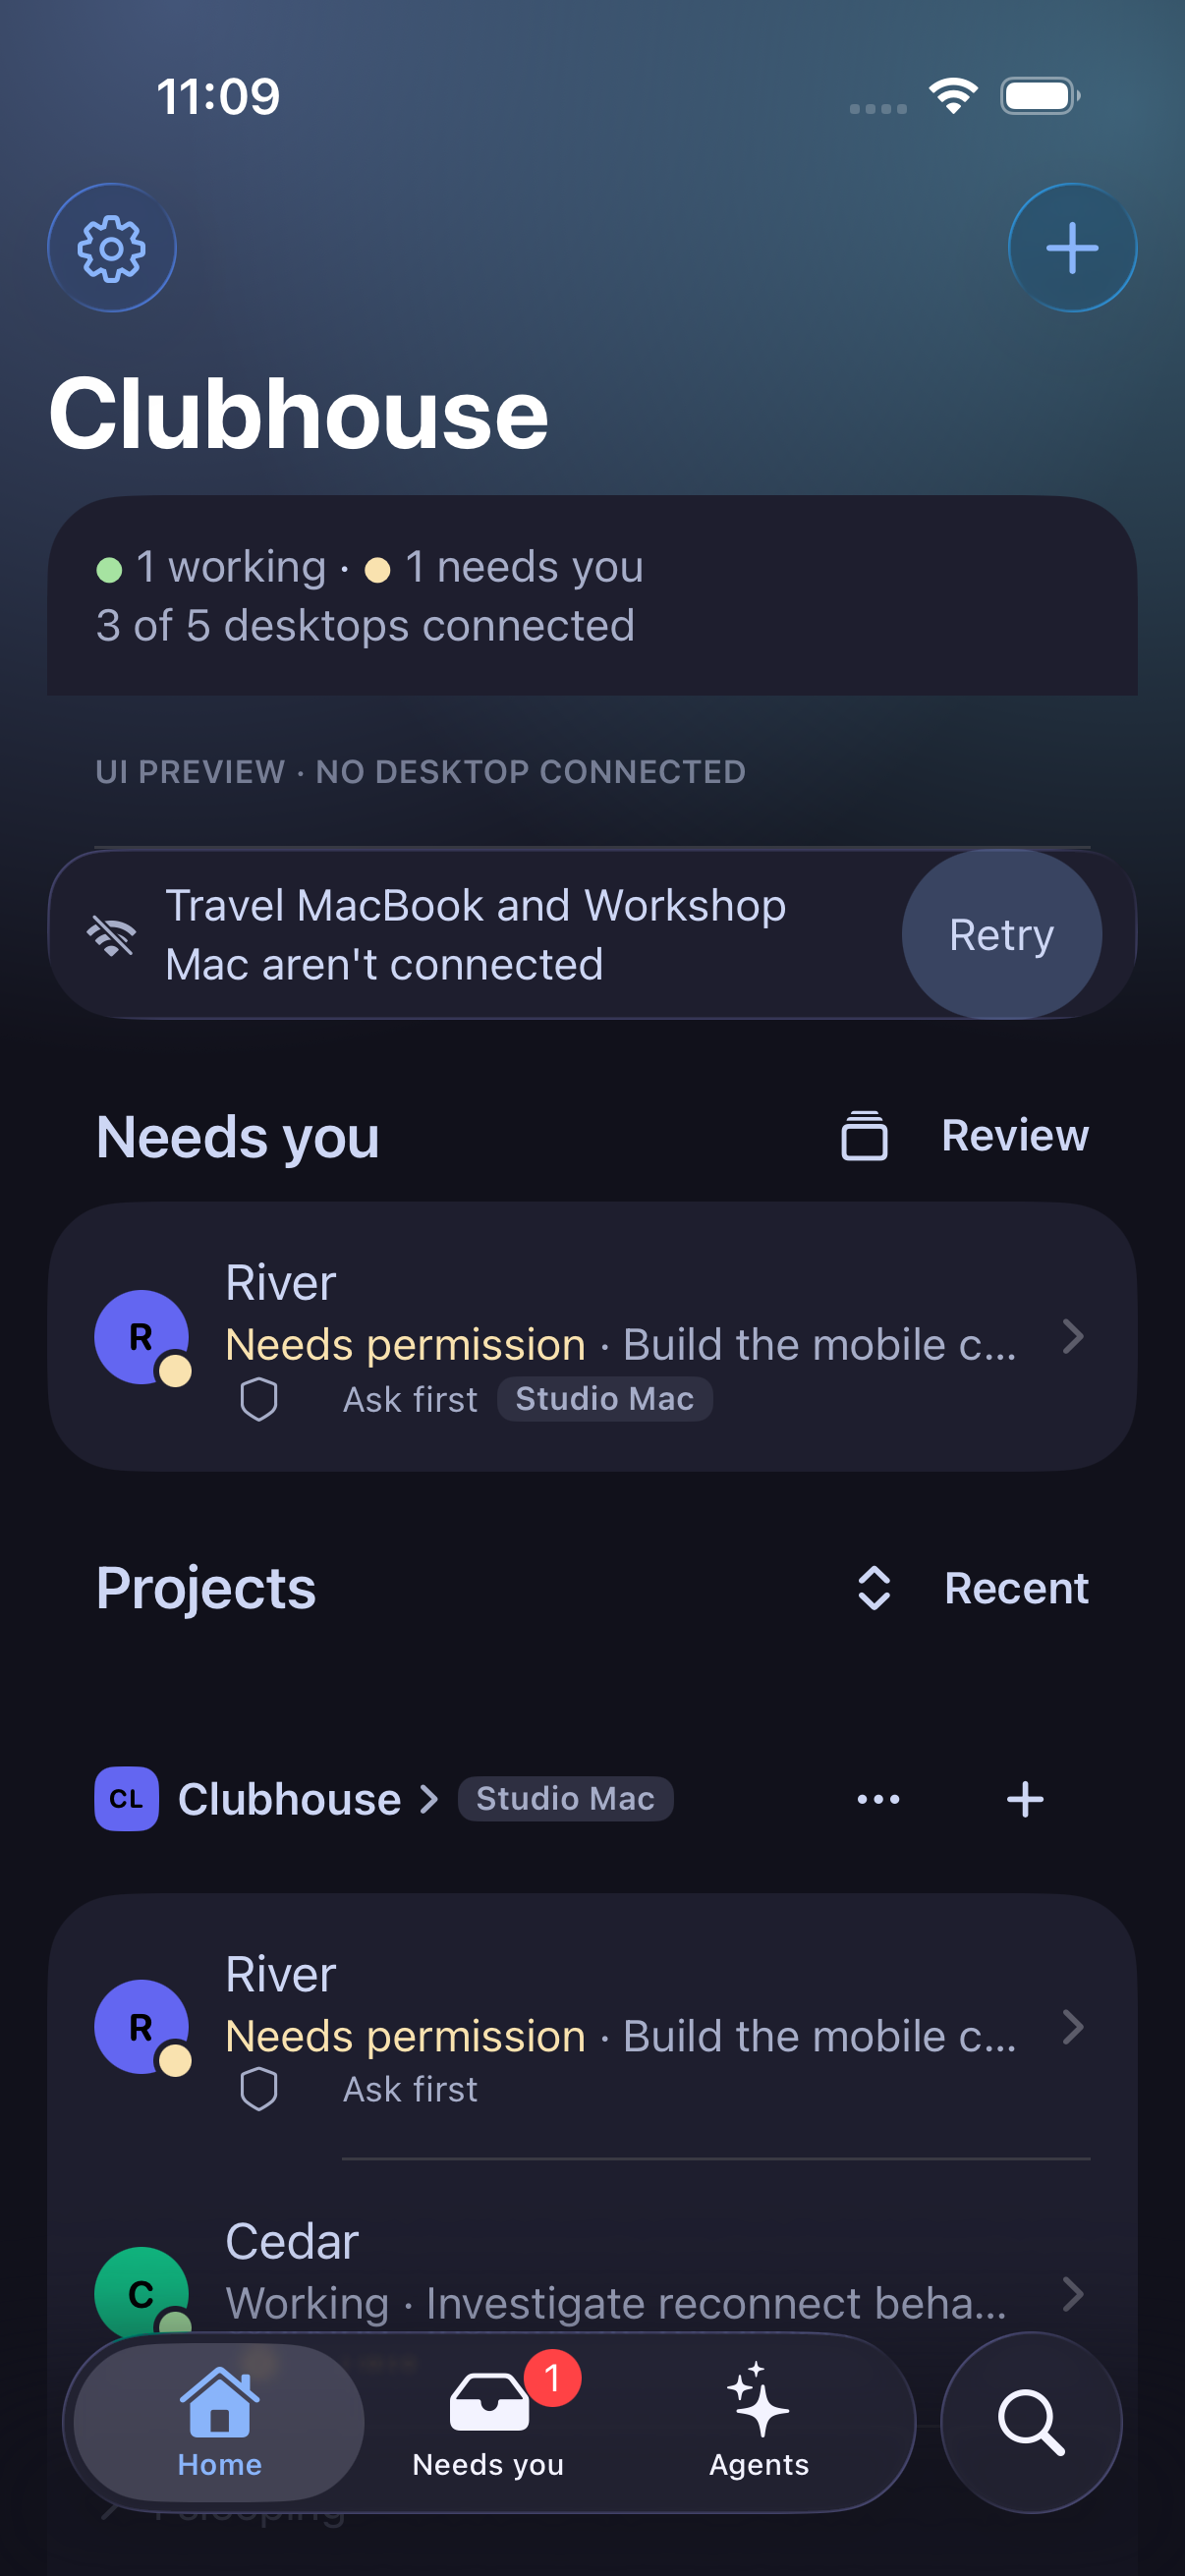 11:09
Clubhouse
1 working · 1 needs you
3 of 5 desktops connected
UI PREVIEW · NO DESKTOP CONNECTED
Travel MacBook and Workshop
Mac aren't connected
Retry
Needs you
Review
R
River
Needs permission · Build the mobile c...
Ask first
Studio Mac
Projects
Recent
CL
Clubhouse
Studio Mac
R
River
Needs permission · Build the mobile c...
Ask first
C
Cedar
Working · Investigate reconnect beha...
1
Home
Needs you
Agents
sleeping